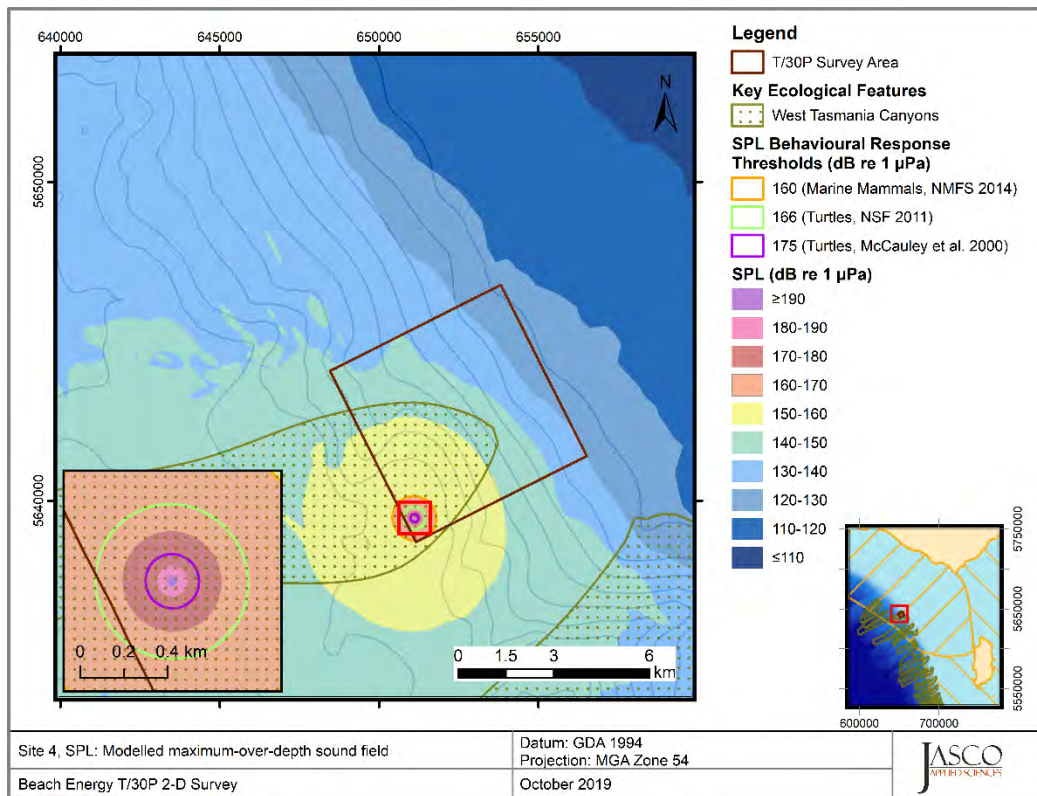 640000 645000 650000 655000
5650000
5640000
N
0 0.2 0.4 km
0 1.5 3 6
km
Legend
T/30P Survey Area
Key Ecological Features
West Tasmania Canyons
SPL Behavioural Response
Thresholds (dB re 1 µPa)
160 (Marine Mammals, NMFS 2014)
166 (Turtles, NSF 2011)
175 (Turtles, McCauley et al. 2000)
SPL (dB re 1 µPa)
≥190
180-190
170-180
160-170
150-160
140-150
130-140
120-130
110-120
≤110
5750000
5650000
5550000
600000 700000
Site 4, SPL: Modelled maximum-over-depth sound field
Datum: GDA 1994
Projection: MGA Zone 54
Beach Energy T/30P 2-D Survey
October 2019
JASCO
APPLIED SCIENCES